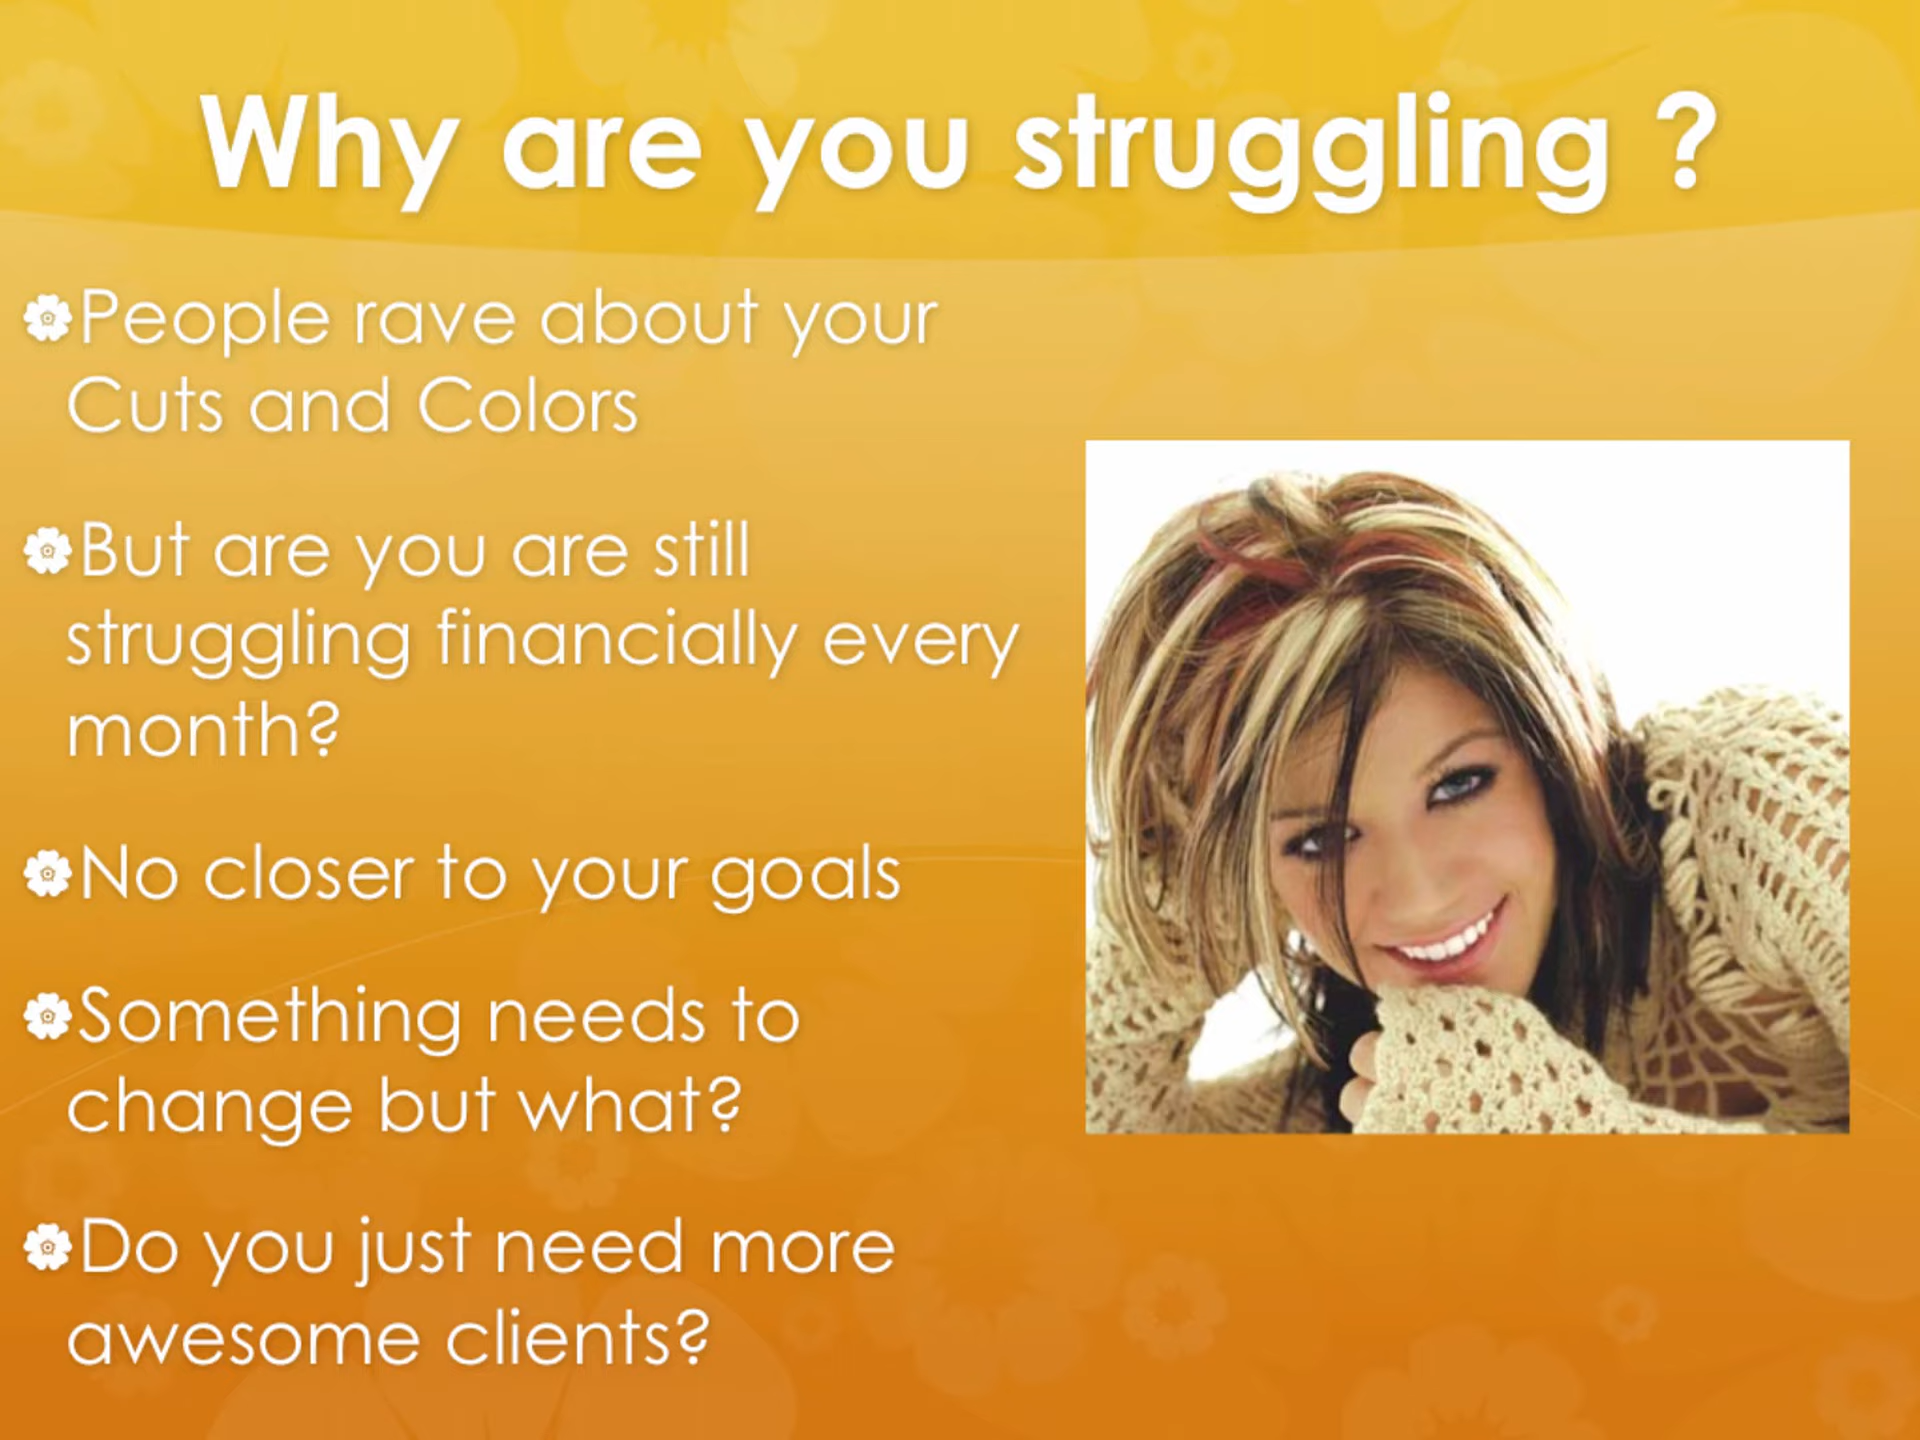 Why are you struggling ?
People rave about your
Cuts and Colors
But are you are still
struggling financially every
month?
No closer to your goals
Something needs to
change but what?
Do you just need more
awesome clients?